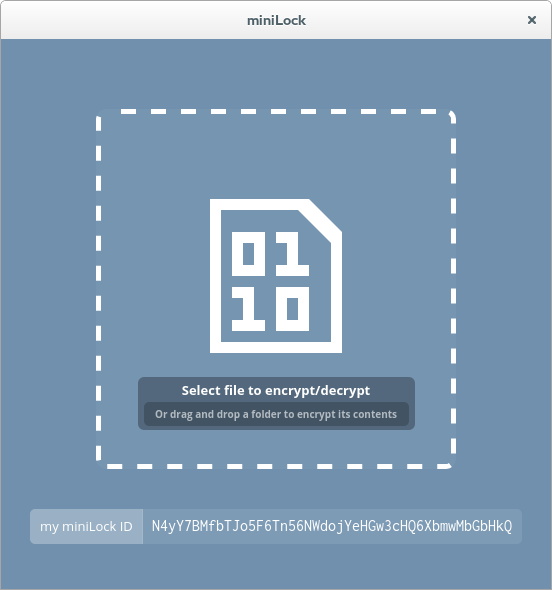 miniLock
01
10
Select file to encrypt/decrypt
Or drag and drop a folder to encrypt its contents
my miniLock ID N4yY7BMfbTJo5F6Tn56NWdojYeHGw3cHQ6XbmwMbGbHkQ